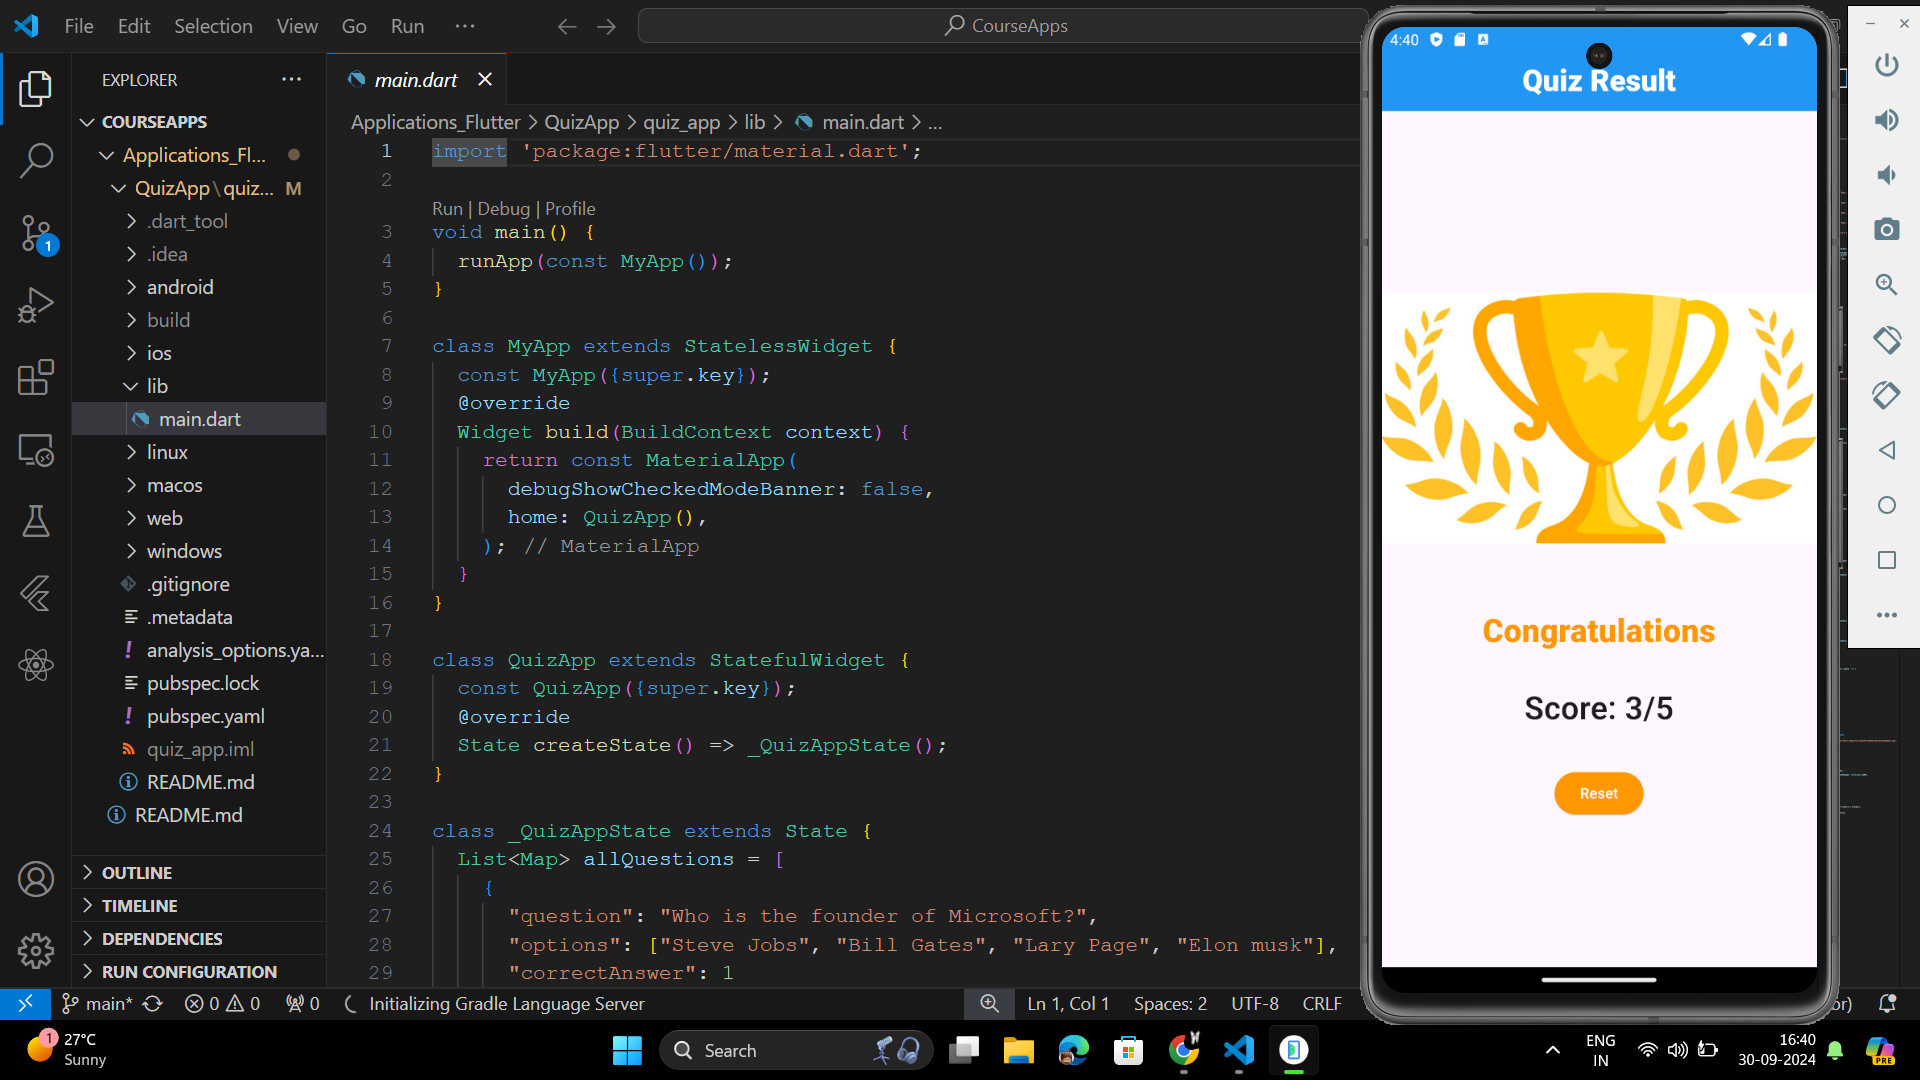 File Edit Selection View Go Run ...
CourseApps
EXPLORER
COURSEAPPS
Applications_Fl...
QuizApp\quiz... M
.dart_tool
.idea
android
build
ios
lib
main.dart
linux
macos
web
windows
.gitignore
.metadata
analysis_options.ya...
pubspec.lock
pubspec.yaml
quiz_app.iml
README.md
README.md
OUTLINE
TIMELINE
DEPENDENCIES
RUN CONFIGURATION
1
main.dart
Applications_Flutter > QuizApp > quiz_app > lib > main.dart > ...
1 import 'package:flutter/material.dart';
2
Run | Debug | Profile
3 void main() {
4 runApp(const MyApp());
5 }
6
7 class MyApp extends StatelessWidget {
8 const MyApp({super.key});
9 @override
10 Widget build(BuildContext context) {
11 return const MaterialApp(
12 debugShowCheckedModeBanner: false,
13 home: QuizApp(),
14 ); // MaterialApp
15 }
16 }
17
18 class QuizApp extends StatefulWidget {
19 const QuizApp({super.key});
20 @override
21 State createState() => _QuizAppState();
22 }
23
24 class _QuizAppState extends State {
25 List<Map> allQuestions = [
26 {
27 "question": "Who is the founder of Microsoft?",
28 "options": ["Steve Jobs", "Bill Gates", "Lary Page", "Elon musk"],
29 "correctAnswer": 1
4:40
Quiz Result
Congratulations
Score: 3/5
Reset
main* 0 0 0 Initializing Gradle Language Server
Ln 1, Col 1 Spaces: 2 UTF-8 CRLF
1
27°C
Sunny
Search
PRE
ENG
IN
16:40
30-09-2024